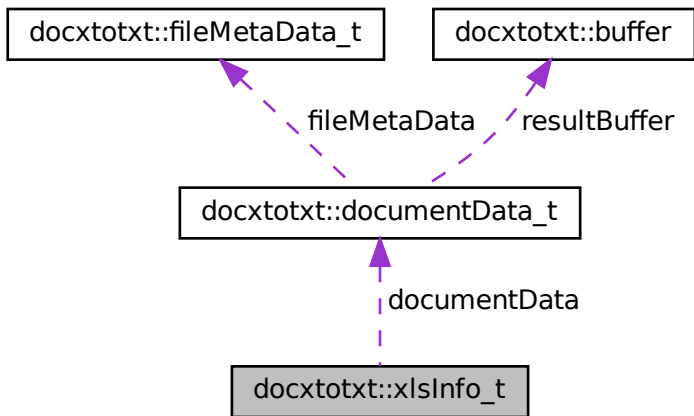 docxtotxt::fileMetaData_t
docxtotxt::buffer
fileMetaData
resultBuffer
docxtotxt::documentData_t
documentData
docxtotxt::xlsInfo_t